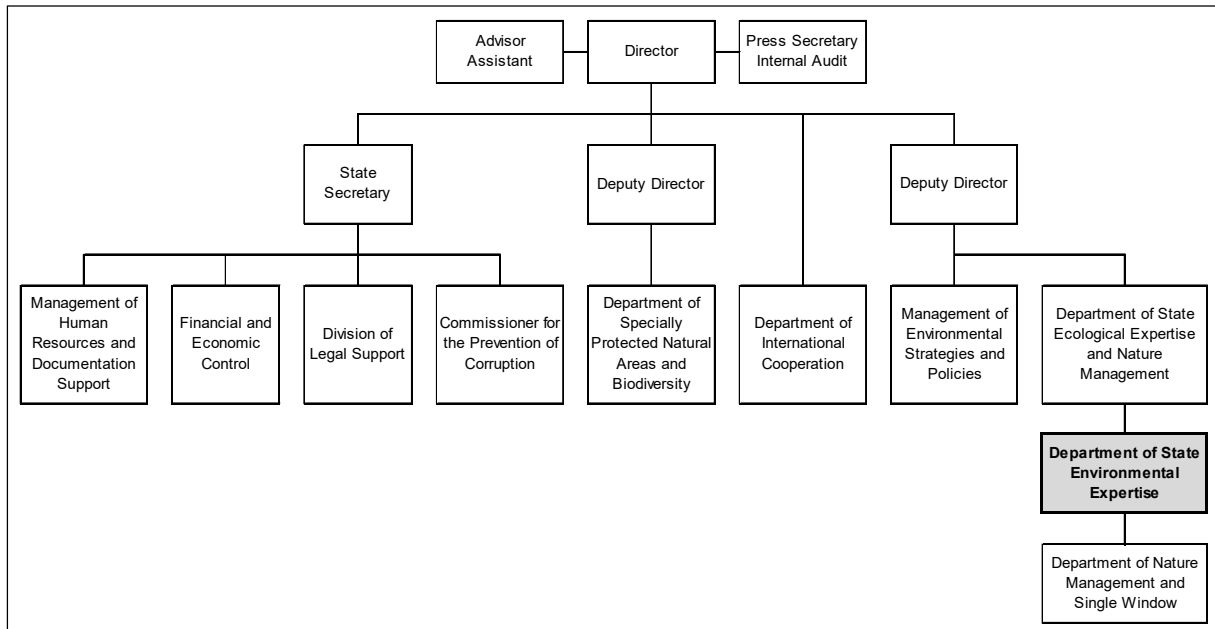 Advisor
Assistant
Director
Press Secretary
Internal Audit
State
Secretary
Deputy Director
Deputy Director
Management of
Human
Resources and
Documentation
Support
Financial and
Economic
Control
Division of
Legal Support
Commissioner for
the Prevention of
Corruption
Department of
Specially
Protected Natural
Areas and
Biodiversity
Department of
International
Cooperation
Management of
Environmental
Strategies and
Policies
Department of State
Ecological Expertise
and Nature
Management
Department of State
Environmental
Expertise
Department of Nature
Management and
Single Window